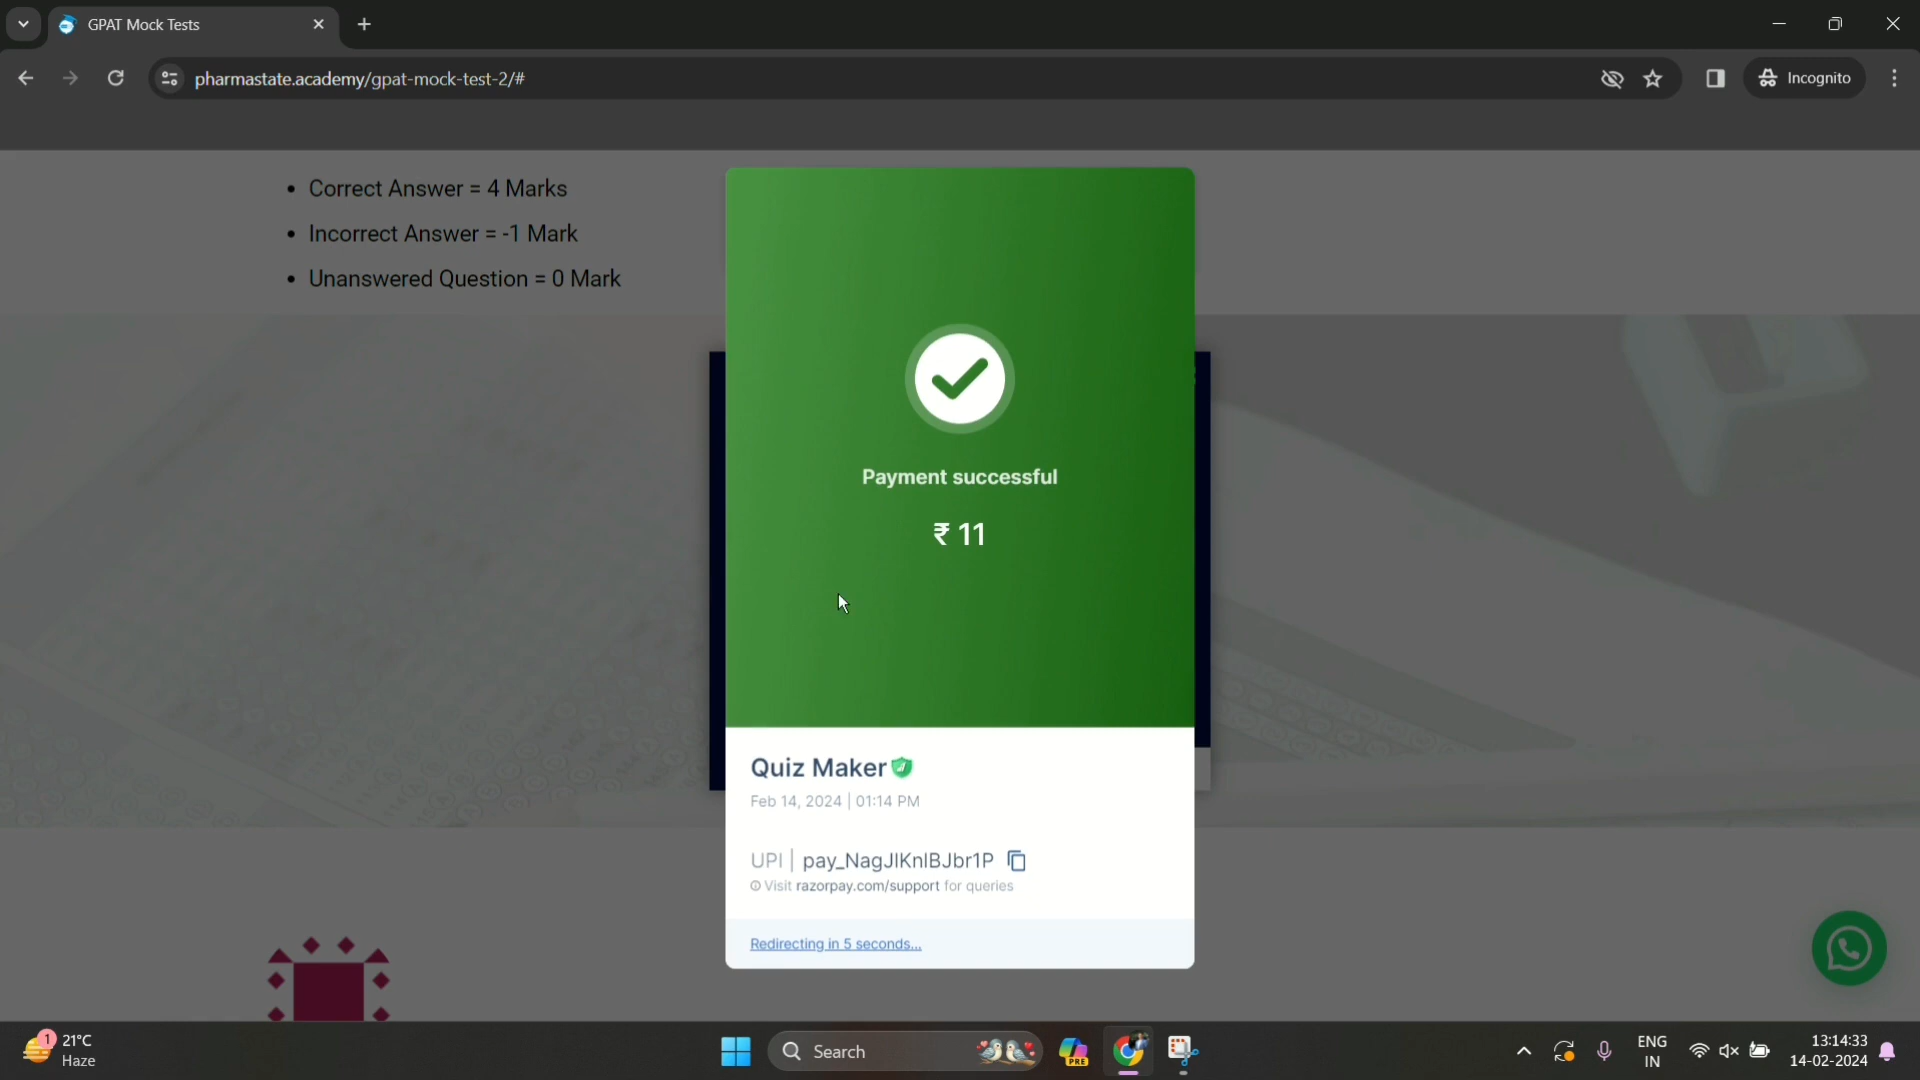 GPAT Mock Tests
pharmastate.academy/gpat-mock-test-2/#
Incognito
• Correct Answer = 4 Marks
• Incorrect Answer = -1 Mark
• Unanswered Question = 0 Mark
Payment successful
₹ 11
Quiz Maker
Feb 14, 2024 | 01:14 PM
UPI | pay_NagJIKnIBJbr1P
Visit razorpay.com/support for queries
Redirecting in 5 seconds...
1
21°C
Haze
Search
PRE
ENG
IN
13:14:33
14-02-2024